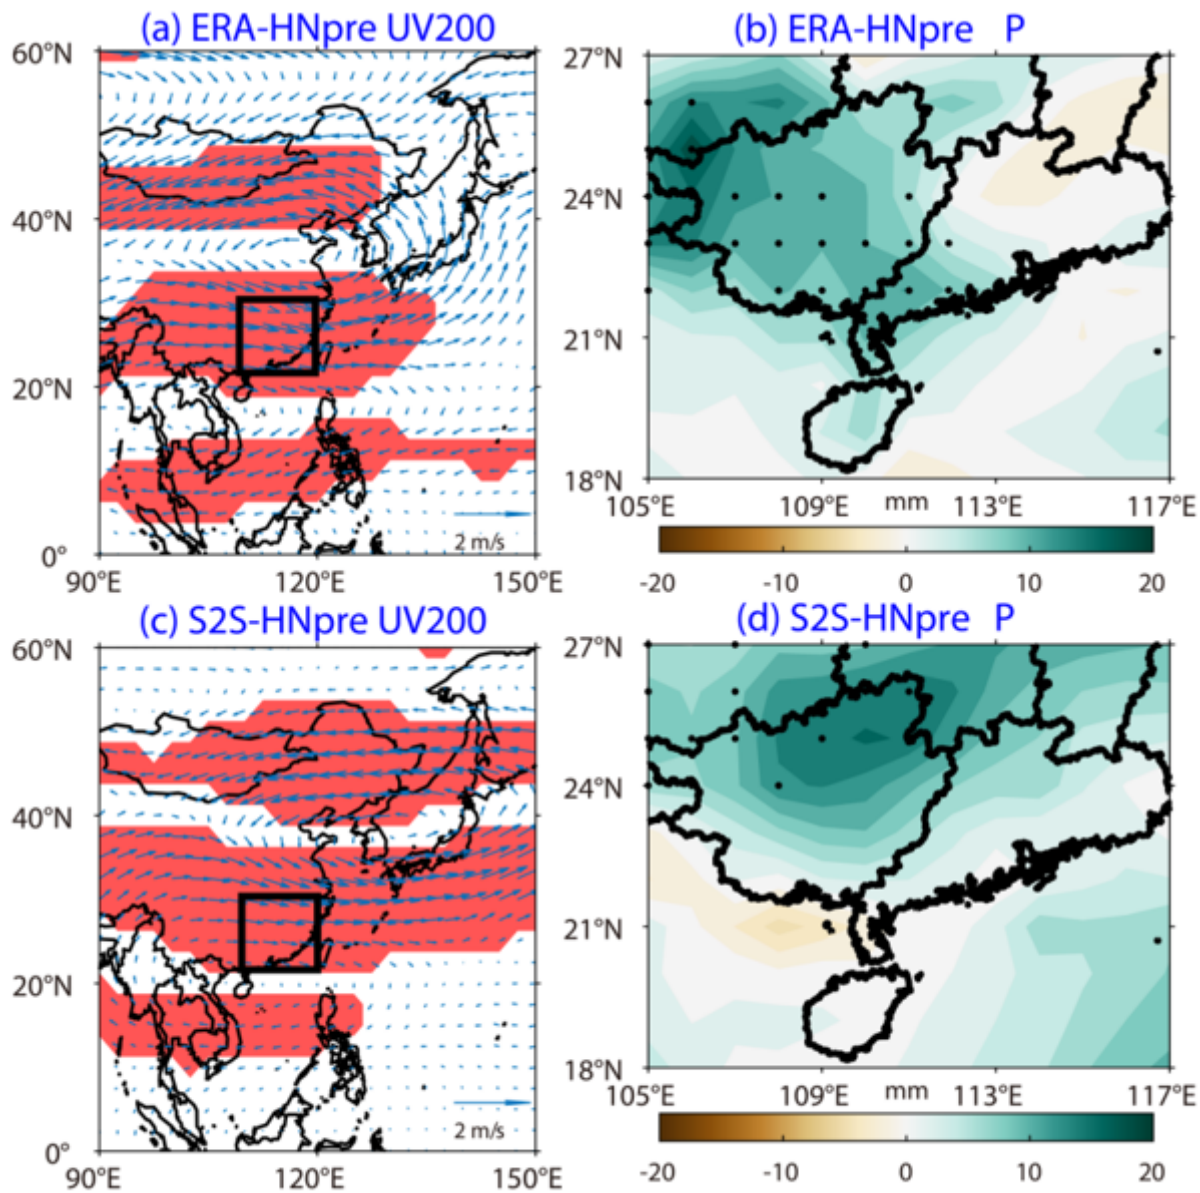 (a) ERA-HNpre UV200
(b) ERA-HNpre P
60°N
40°N
20°N
0°
90°E
120°E
150°E
2 m/s
27°N
24°N
21°N
18°N
105°E
109°E
mm
113°E
117°E
-20
-10
0
10
20
(c) S2S-HNpre UV200
(d) S2S-HNpre P
60°N
40°N
20°N
0°
90°E
120°E
150°E
2 m/s
27°N
24°N
21°N
18°N
105°E
109°E
mm
113°E
117°E
-20
-10
0
10
20